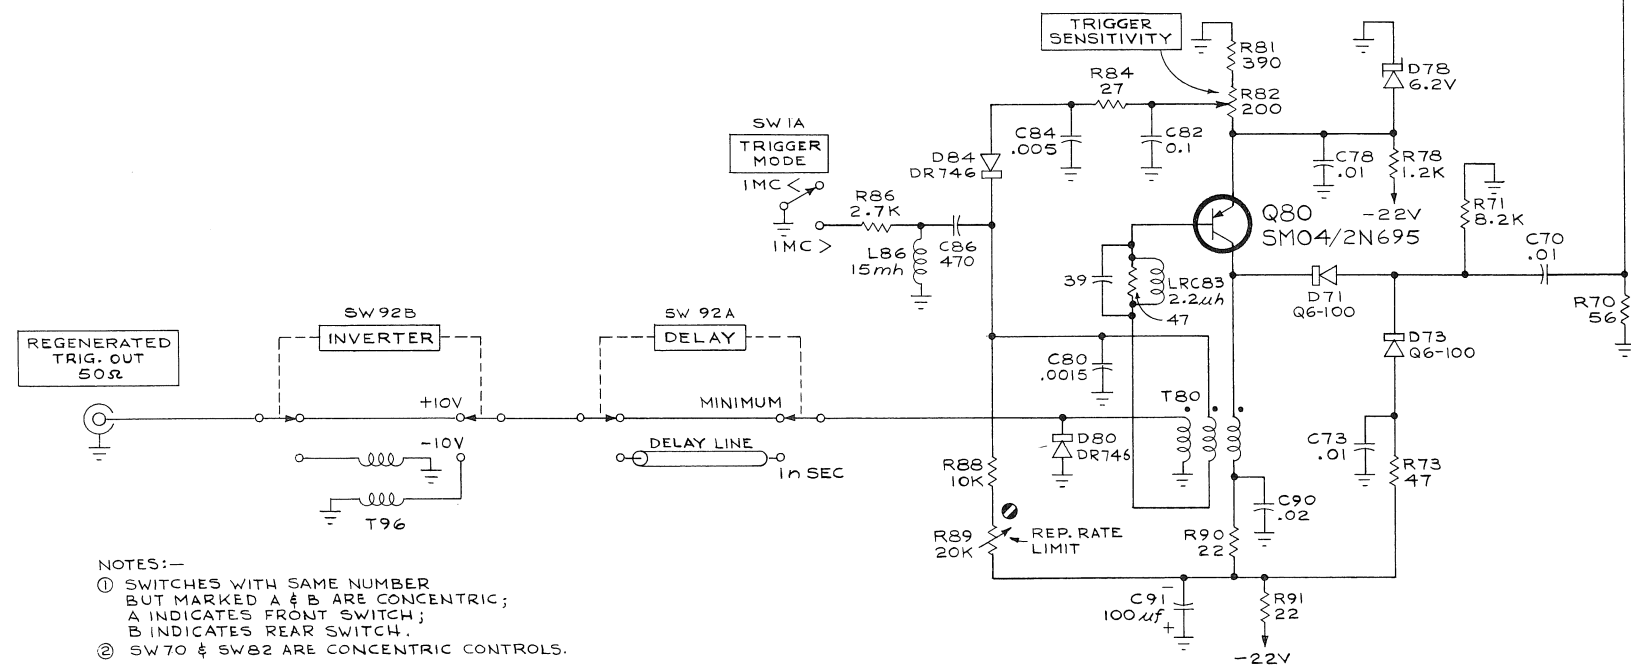 TRIGGER
SENSITIVITY
R81
390
R84
27
R82
200
D78
6.2V
SW 1A
TRIGGER
MODE
1MC <
1MC >
C84
.005
C82
0.1
D84
DR746
C78
.01
R78
1.2K
-22V
R86
2.7K
L86
15mh
C86
470
Q80
SM04/2N695
R71
8.2K
C70
.01
39
LRC83
2.2µh
47
D71
Q6-100
R70
56
D73
Q6-100
REGENERATED
TRIG. OUT
50Ω
SW 92B
INVERTER
SW 92A
DELAY
C80
.0015
+10V
MINIMUM
T80
-10V
DELAY LINE
1n SEC
T96
D80
DR746
C73
.01
R73
47
R88
10K
C90
.02
R89
20K
REP. RATE
LIMIT
R90
22
C91
100µf
-
+
R91
22
-22V
NOTES:-
① SWITCHES WITH SAME NUMBER
BUT MARKED A & B ARE CONCENTRIC;
A INDICATES FRONT SWITCH;
B INDICATES REAR SWITCH.
② SW70 & SW82 ARE CONCENTRIC CONTROLS.